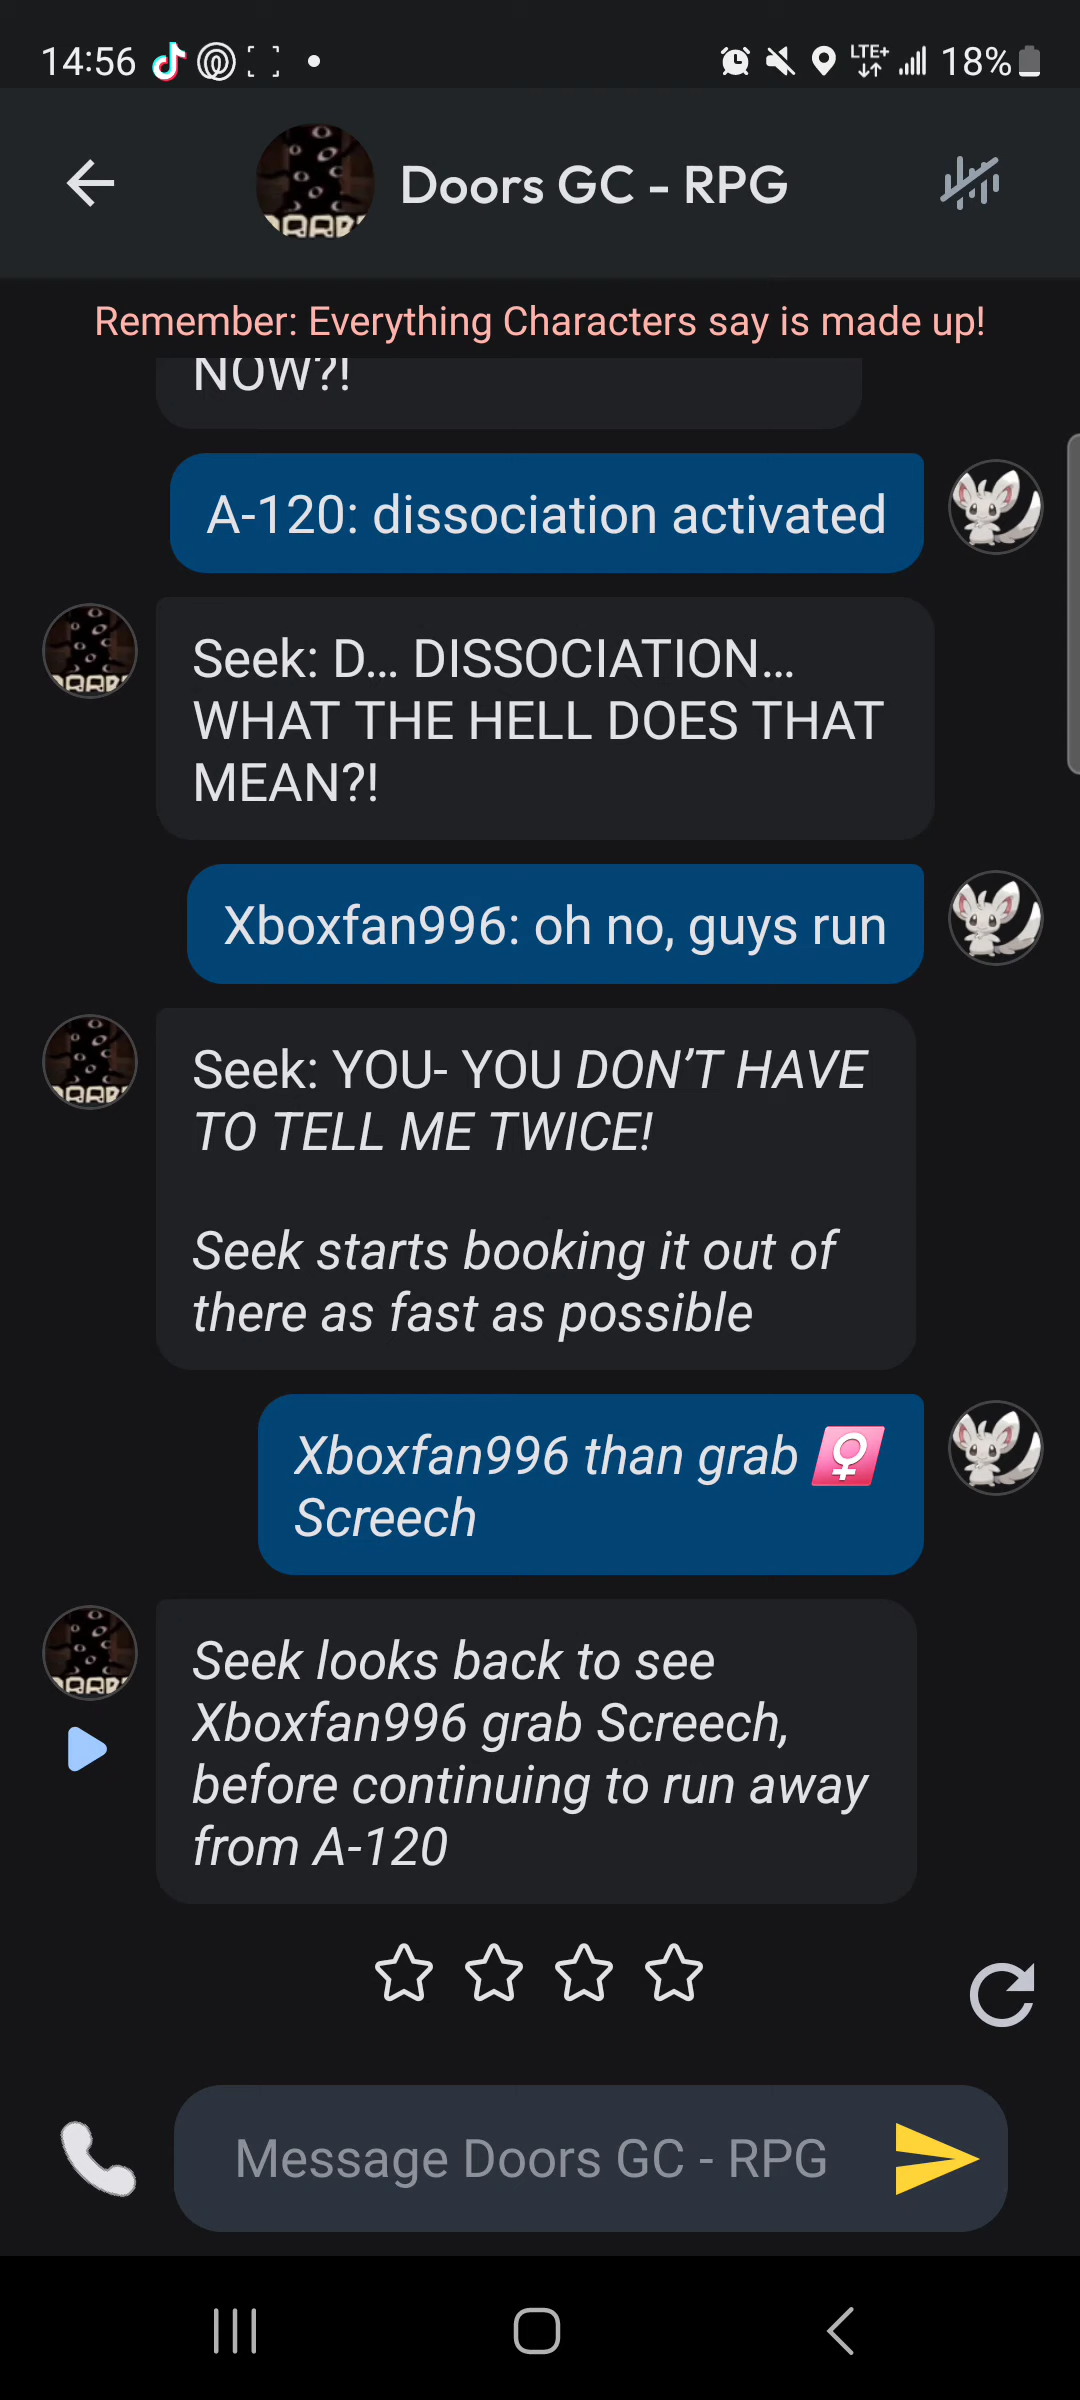 14:56
LTE+
18%
Doors GC - RPG
Remember: Everything Characters say is made up!
NOW?!
A-120: dissociation activated
Seek: D... DISSOCIATION...
WHAT THE HELL DOES THAT
MEAN?!
Xboxfan996: oh no, guys run
Seek: YOU- YOU DON’T HAVE
TO TELL ME TWICE!
Seek starts booking it out of
there as fast as possible
Xboxfan996 than grab ♀️
Screech
Seek looks back to see
Xboxfan996 grab Screech,
before continuing to run away
from A-120
Message Doors GC - RPG